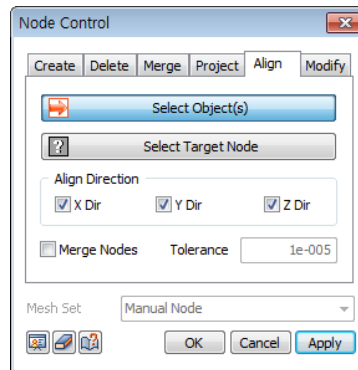 Node Control
Create Delete Merge Project Align Modify
Select Object(s)
? Select Target Node
Align Direction
X Dir Y Dir Z Dir
Merge Nodes Tolerance 1e-005
Mesh Set Manual Node
OK Cancel Apply